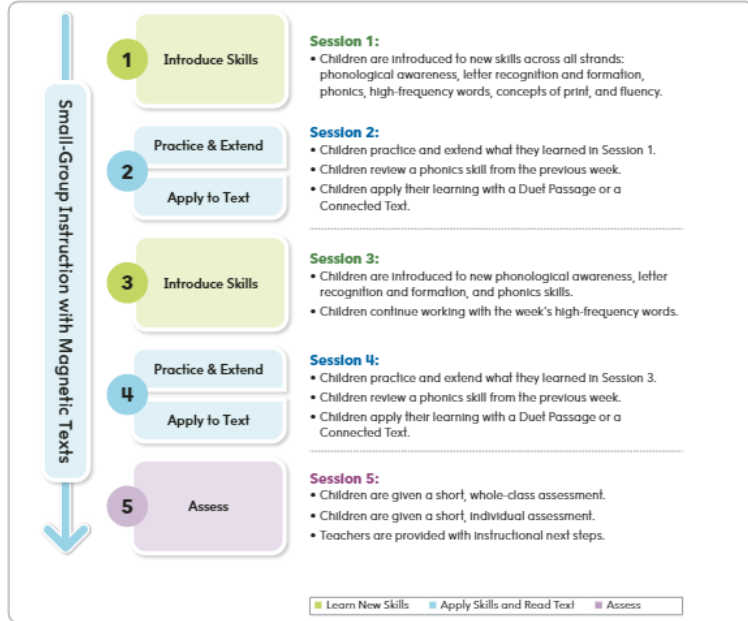 Small-Group Instruction with Magnetic Texts
1
Introduce Skills
Session 1:
• Children are introduced to new skills across all strands:
phonological awareness, letter recognition and formation,
phonics, high-frequency words, concepts of print, and fluency.
2
Practice & Extend
Apply to Text
Session 2:
• Children practice and extend what they learned in Session 1.
• Children review a phonics skill from the previous week.
• Children apply their learning with a Duet Passage or a
Connected Text.
3
Introduce Skills
Session 3:
• Children are introduced to new phonological awareness, letter
recognition and formation, and phonics skills.
• Children continue working with the week's high-frequency words.
4
Practice & Extend
Apply to Text
Session 4:
• Children practice and extend what they learned in Session 3.
• Children review a phonics skill from the previous week.
• Children apply their learning with a Duet Passage or a
Connected Text.
5
Assess
Session 5:
• Children are given a short, whole-class assessment.
• Children are given a short, individual assessment.
• Teachers are provided with instructional next steps.
Learn New Skills Apply Skills and Read Text Assess